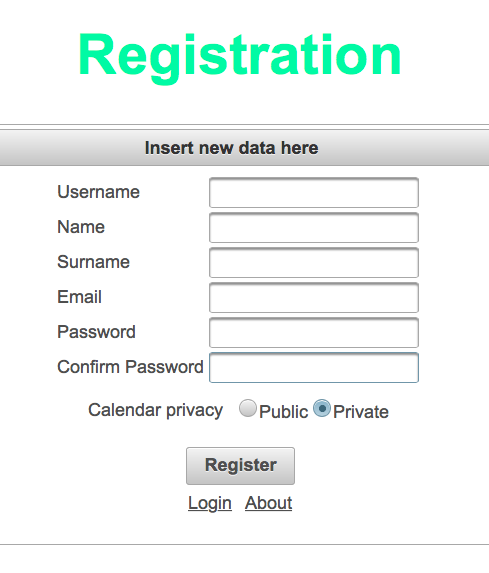 Registration
Insert new data here
Username
Name
Surname
Email
Password
Confirm Password
Calendar privacy Public Private
Register
Login About